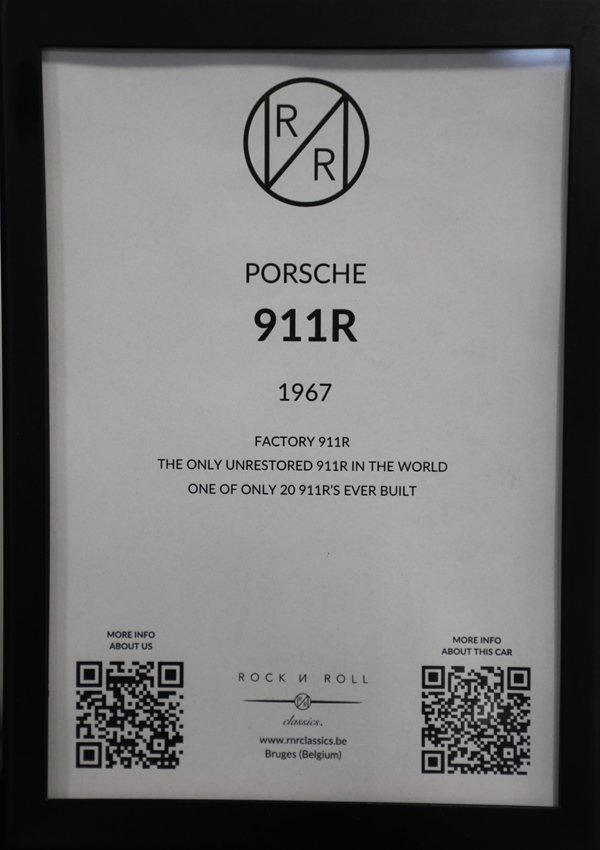 R
R
PORSCHE
911R
1967
FACTORY 911R
THE ONLY UNRESTORED 911R IN THE WORLD
ONE OF ONLY 20 911R'S EVER BUILT
MORE INFO
ABOUT US
MORE INFO
ABOUT THIS CAR
ROCK И ROLL
classics.
www.rnrclassics.be
Bruges (Belgium)